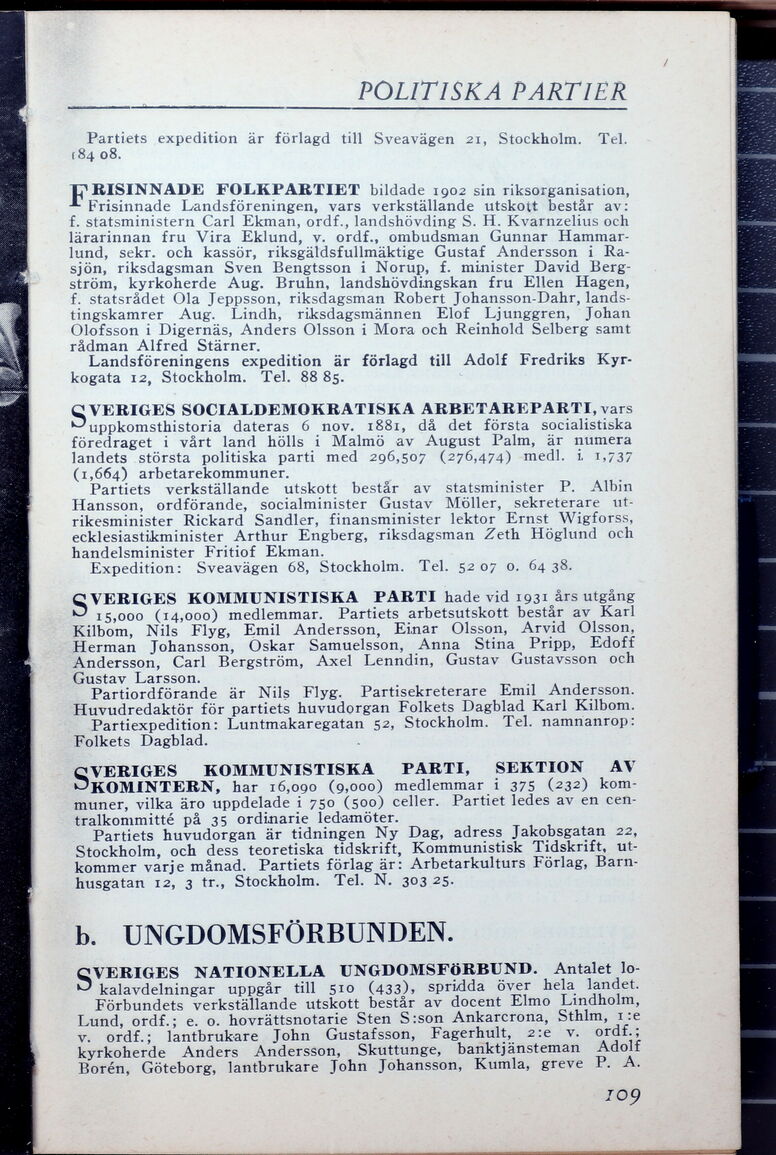 POLITISKA PARTIER
Partiets expedition är förlagd till Sveavägen 21, Stockholm. Tel.
184 08.
FRISINNADE FOLKPARTIET bildade 1902 sin riksorganisation,
Frisinnade Landsföreningen, vars verkställande utskott består av:
f. statsministern Carl Ekman, ordf., landshövding S. H. Kvarnzelius och
lärarinnan fru Vira Eklund, v. ordf., ombudsman Gunnar Hammar-
lund, sekr. och kassör, riksgäldsfullmäktige Gustaf Andersson i Ra-
sjön, riksdagsman Sven Bengtsson i Norup, f. minister David Berg-
ström, kyrkoherde Aug. Bruhn, landshövdingskan fru Ellen Hagen,
f. statsrådet Ola Jeppsson, riksdagsman Robert Johansson-Dahr, lands-
tingskamrer Aug. Lindh, riksdagsmännen Elof Ljunggren, Johan
Olofsson i Digernäs, Anders Olsson i Mora och Reinhold Selberg samt
rådman Alfred Stärner.
Landsföreningens expedition är förlagd till Adolf Fredriks Kyr-
kogata 12, Stockholm. Tel. 88 85.
SVERIGES SOCIALDEMOKRATISKA ARBETAREPARTI, vars
uppkomsthistoria dateras 6 nov. 1881, då det första socialistiska
föredraget i vårt land hölls i Malmö av August Palm, är numera
landets största politiska parti med 296,507 (276,474) medl. i 1,737
(1,664) arbetarekommuner.
Partiets verkställande utskott består av statsminister P. Albin
Hansson, ordförande, socialminister Gustav Möller, sekreterare ut-
rikesminister Rickard Sandler, finansminister lektor Ernst Wigforss,
ecklesiastikminister Arthur Engberg, riksdagsman Zeth Höglund och
handelsminister Fritiof Ekman.
Expedition: Sveavägen 68, Stockholm. Tel. 52 07 o. 64 38.
SVERIGES KOMMUNISTISKA PARTI hade vid 1931 års utgång
15,000 (14,000) medlemmar. Partiets arbetsutskott består av Karl
Kilbom, Nils Flyg, Emil Andersson, Einar Olsson, Arvid Olsson,
Herman Johansson, Oskar Samuelsson, Anna Stina Pripp, Edoff
Andersson, Carl Bergström, Axel Lenndin, Gustav Gustavsson och
Gustav Larsson.
Partiordförande är Nils Flyg. Partisekreterare Emil Andersson.
Huvudredaktör för partiets huvudorgan Folkets Dagblad Karl Kilbom.
Partiexpedition: Luntmakaregatan 52, Stockholm. Tel. namnanrop:
Folkets Dagblad.
SVERIGES KOMMUNISTISKA PARTI, SEKTION AV
KOMINTERN, har 16,090 (9,000) medlemmar i 375 (232) kom-
muner, vilka äro uppdelade i 750 (500) celler. Partiet ledes av en cen-
tralkommitté på 35 ordinarie ledamöter.
Partiets huvudorgan är tidningen Ny Dag, adress Jakobsgatan 22,
Stockholm, och dess teoretiska tidskrift, Kommunistisk Tidskrift, ut-
kommer varje månad. Partiets förlag är: Arbetarkulturs Förlag, Barn-
husgatan 12, 3 tr., Stockholm. Tel. N. 303 25.
b. UNGDOMSFÖRBUNDEN.
SVERIGES NATIONELLA UNGDOMSFÖRBUND. Antalet lo-
kalavdelningar uppgår till 510 (433), spridda över hela landet.
Förbundets verkställande utskott består av docent Elmo Lindholm,
Lund, ordf.; e. o. hovrättsnotarie Sten S:son Ankarcrona, Sthlm, 1:e
v. ordf.; lantbrukare John Gustafsson, Fagerhult, 2:e v. ordf.;
kyrkoherde Anders Andersson, Skuttunge, banktjänsteman Adolf
Borén, Göteborg, lantbrukare John Johansson, Kumla, greve P. A.
109